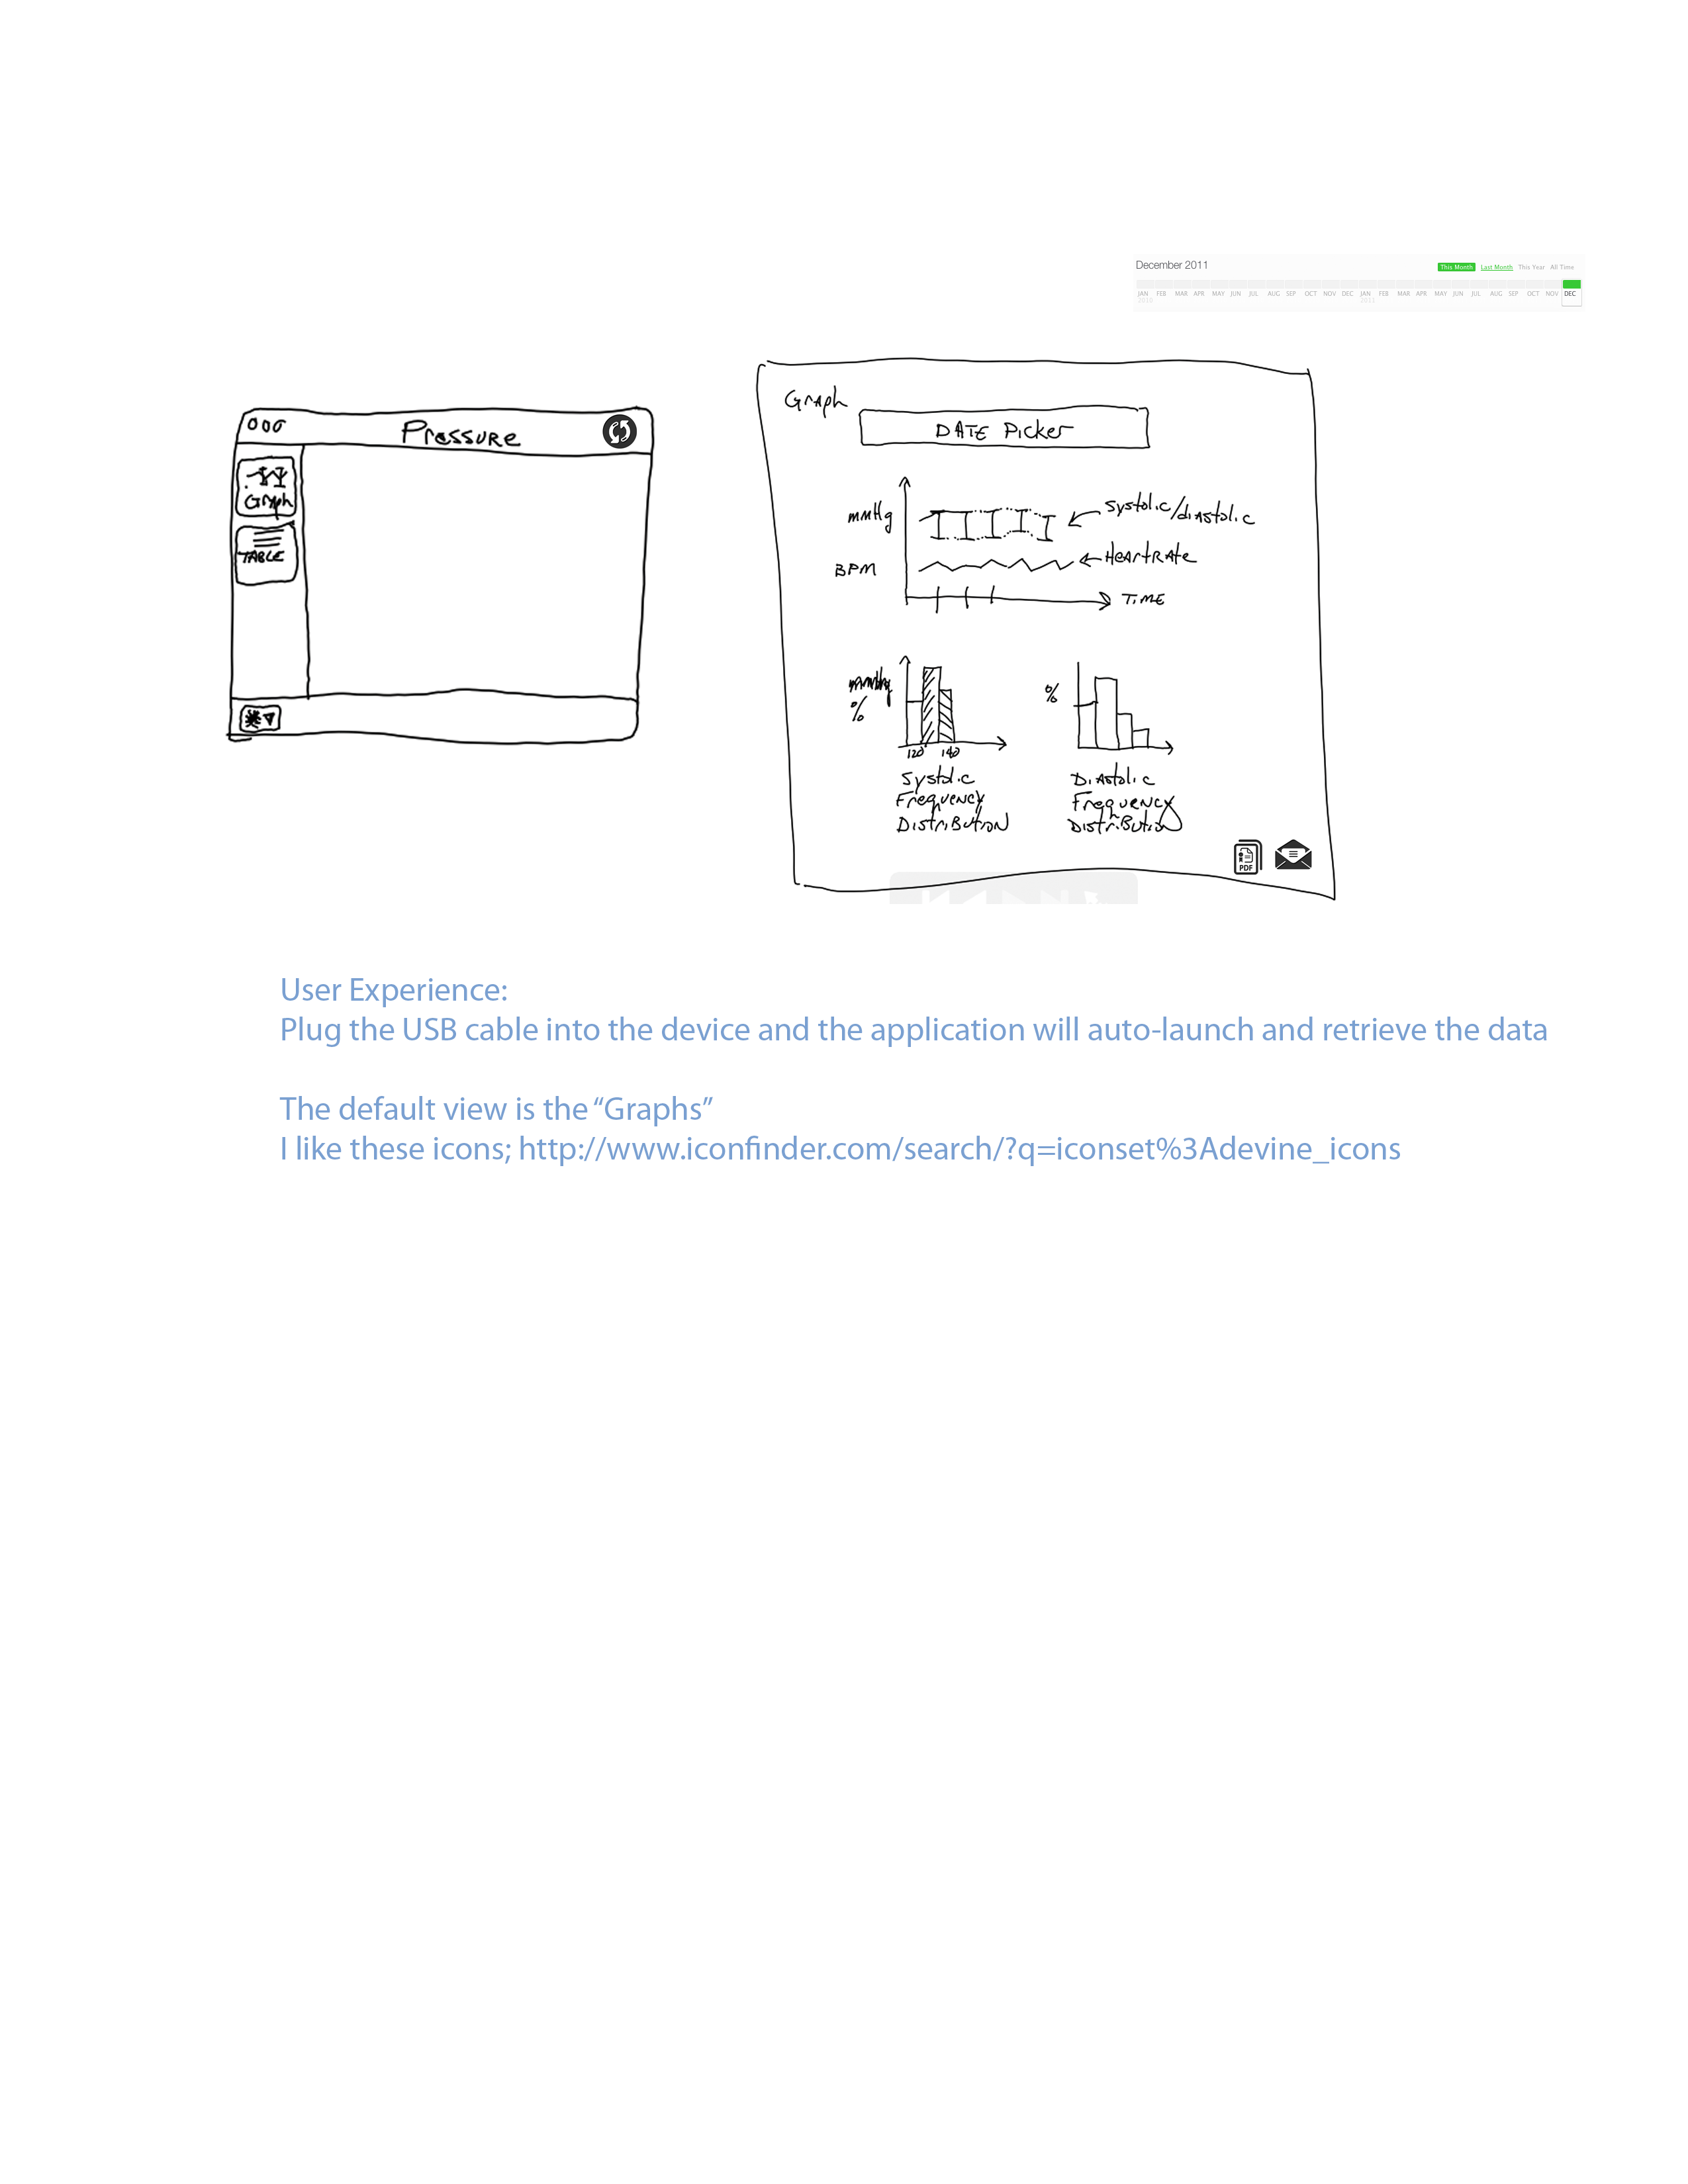 December 2011
This Month Last Month This Year All Time
JAN FEB MAR APR MAY JUN JUL AUG SEP OCT NOV DEC JAN FEB MAR APR MAY JUN JUL AUG SEP OCT NOV DEC
2010 2011
Pressure
Graph
TABLE
Graph
DATE Picker
mmHg
systolic/diastolic
BPM
HEARTRATE
TIME
%
120 140
Systolic
Frequency
Distribution
%
Diastolic
Frequency
Distribution
PDF
User Experience:
Plug the USB cable into the device and the application will auto-launch and retrieve the data
The default view is the “Graphs”
I like these icons; http://www.iconfinder.com/search/?q=iconset%3Adevine_icons